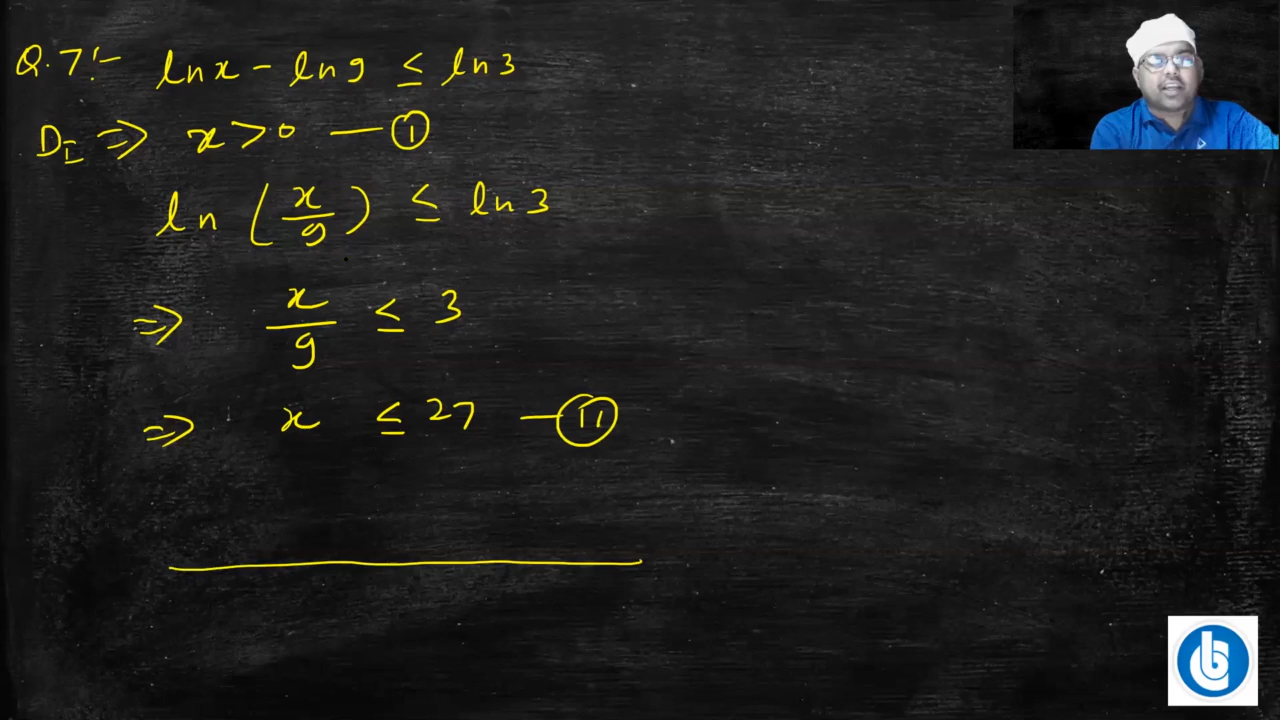 Q.7:- ln x - ln 9 ≤ ln 3
D_I ⇒ x > 0 — (I)
ln (x/9) ≤ ln 3
⇒ x/9 ≤ 3
⇒ x ≤ 27 — (II)